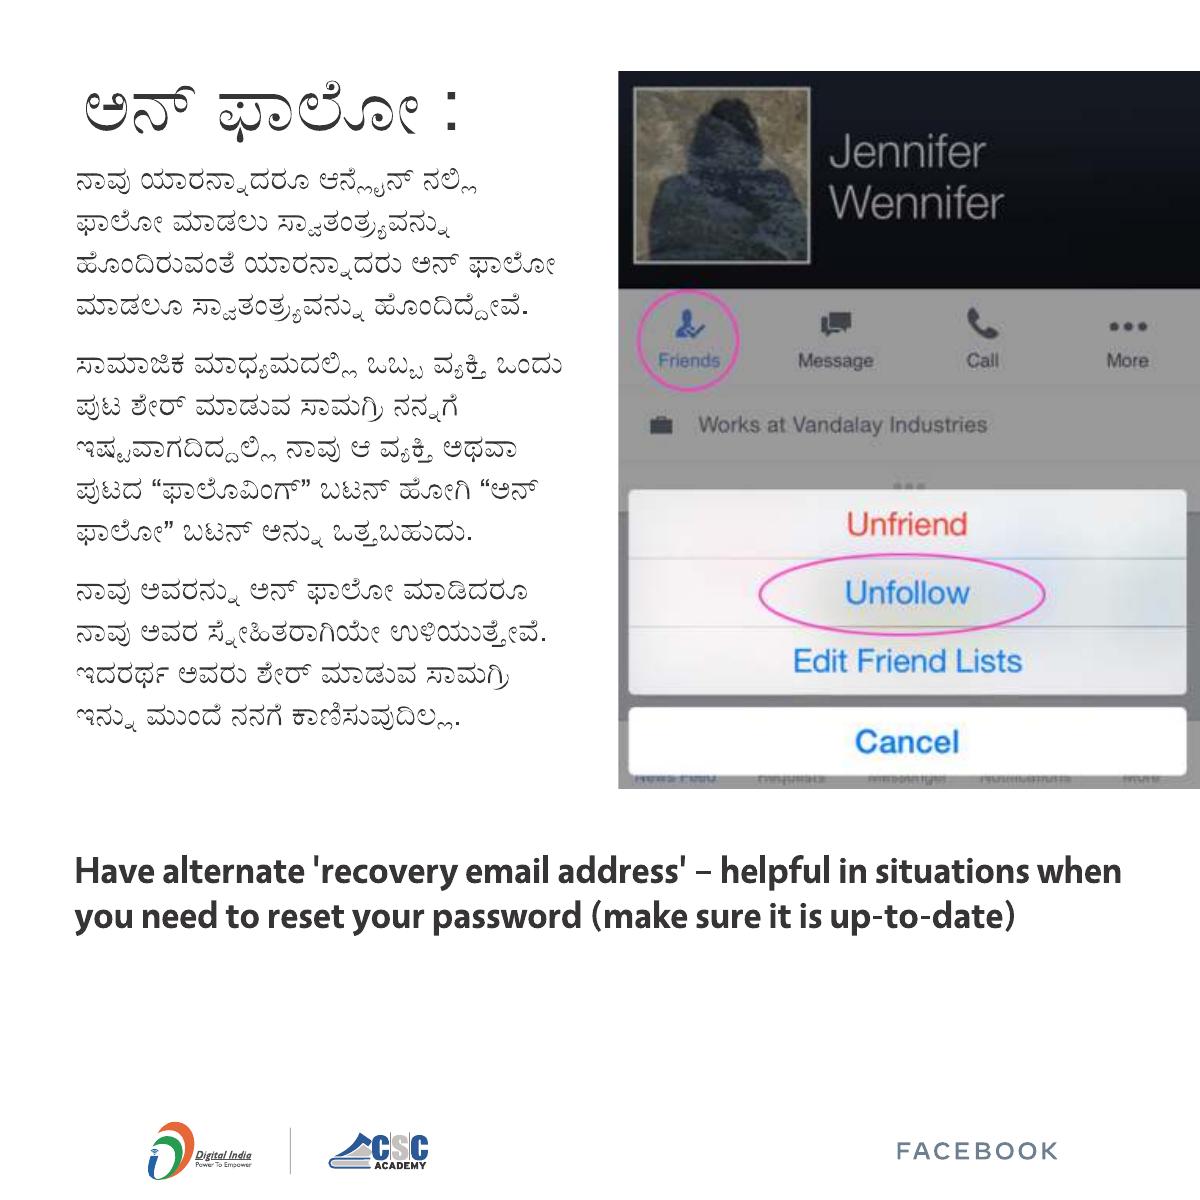 ಅನ್ ಫಾಲೋ :
ನಾವು ಯಾರನ್ನಾದರೂ ಆನ್ಲೈನ್ ನಲ್ಲಿ
ಫಾಲೋ ಮಾಡಲು ಸ್ವಾತಂತ್ರ್ಯವನ್ನು
ಹೊಂದಿರುವಂತೆ ಯಾರನ್ನಾದರು ಅನ್ ಫಾಲೋ
ಮಾಡಲೂ ಸ್ವಾತಂತ್ರ್ಯವನ್ನು ಹೊಂದಿದ್ದೇವೆ.
ಸಾಮಾಜಿಕ ಮಾಧ್ಯಮದಲ್ಲಿ ಒಬ್ಬ ವ್ಯಕ್ತಿ ಒಂದು
ಪುಟ ಶೇರ್ ಮಾಡುವ ಸಾಮಗ್ರಿ ನನ್ನಗೆ
ಇಷ್ಟವಾಗದಿದ್ದಲ್ಲಿ ನಾವು ಆ ವ್ಯಕ್ತಿ ಅಥವಾ
ಪುಟದ “ಫಾಲೊವಿಂಗ್” ಬಟನ್ ಹೋಗಿ “ಅನ್
ಫಾಲೋ” ಬಟನ್ ಅನ್ನು ಒತ್ತಬಹುದು.
ನಾವು ಅವರನ್ನು ಅನ್ ಫಾಲೋ ಮಾಡಿದರೂ
ನಾವು ಅವರ ಸ್ನೇಹಿತರಾಗಿಯೇ ಉಳಿಯುತ್ತೇವೆ.
ಇದರರ್ಥ ಅವರು ಶೇರ್ ಮಾಡುವ ಸಾಮಗ್ರಿ
ಇನ್ನು ಮುಂದೆ ನನಗೆ ಕಾಣಿಸುವುದಿಲ್ಲ.
Jennifer
Wennifer
Friends Message Call More
Works at Vandalay Industries
Unfriend
Unfollow
Edit Friend Lists
Cancel
News Feed Requests Messenger Notifications More
Have alternate 'recovery email address' – helpful in situations when
you need to reset your password (make sure it is up-to-date)
Digital India
Power To Empower
CSC
ACADEMY
FACEBOOK